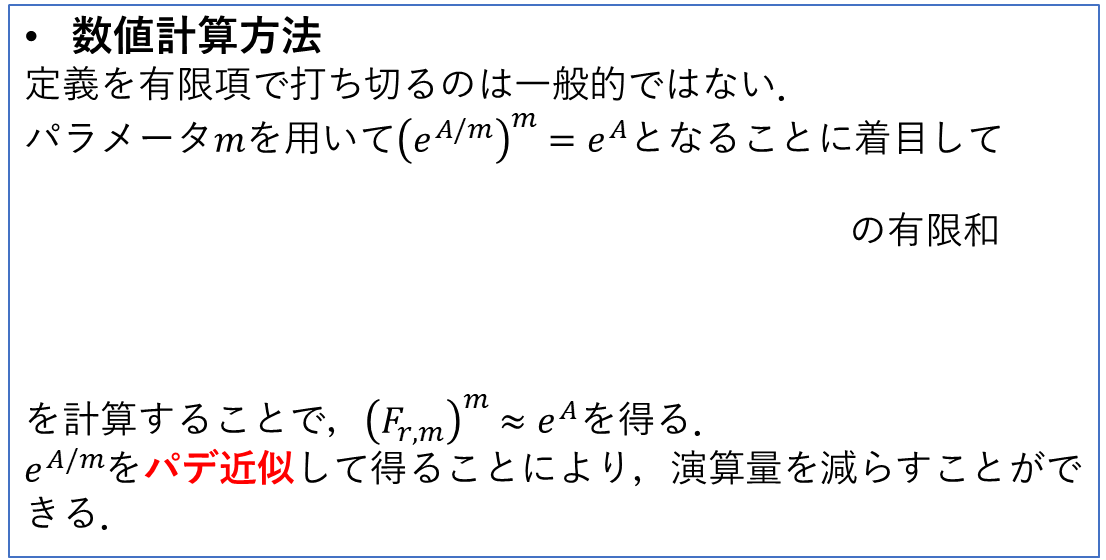 • 数値計算方法
定義を有限項で打ち切るのは一般的ではない．
パラメータ𝑚を用いて(𝑒^{𝐴/𝑚})^𝑚 = 𝑒^𝐴となることに着目して
の有限和
を計算することで，(𝐹_{𝑟,𝑚})^𝑚 ≈ 𝑒^𝐴を得る．
𝑒^{𝐴/𝑚}をパデ近似して得ることにより，演算量を減らすことがで
きる．